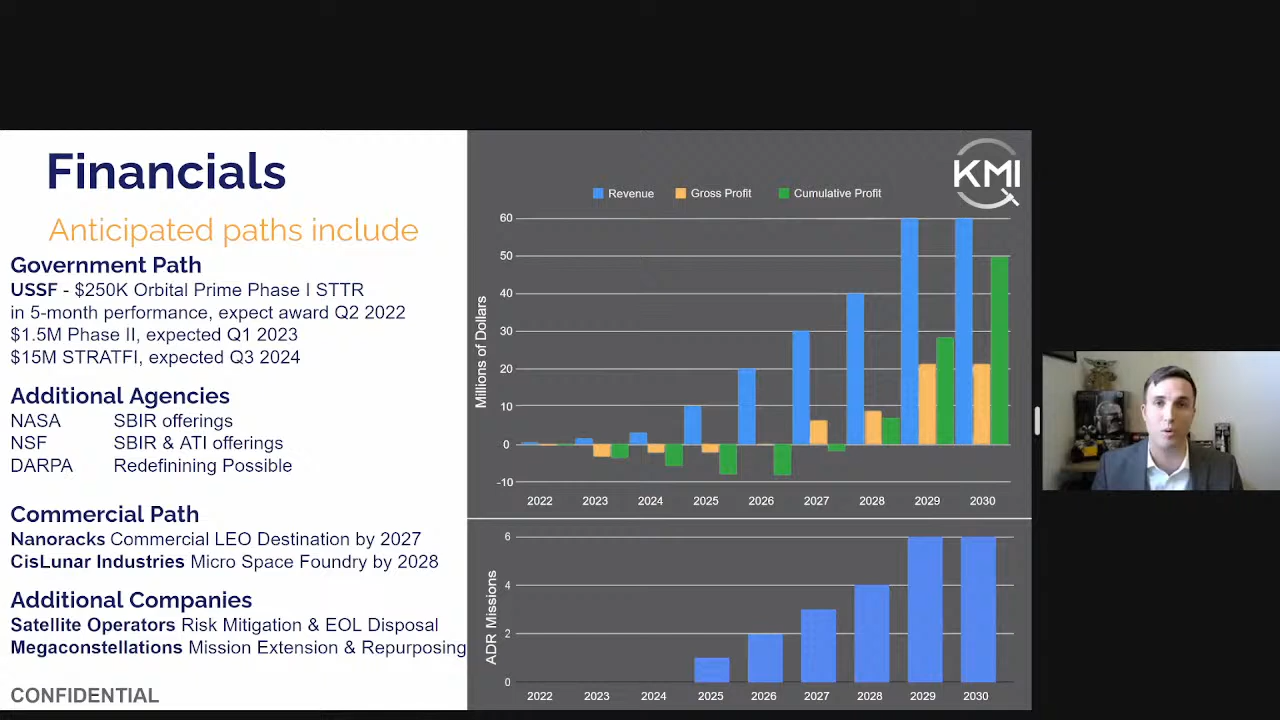 Financials
Anticipated paths include
Government Path
USSF - $250K Orbital Prime Phase I STTR
in 5-month performance, expect award Q2 2022
$1.5M Phase II, expected Q1 2023
$15M STRATFI, expected Q3 2024
Additional Agencies
NASA SBIR offerings
NSF SBIR & ATI offerings
DARPA Redefinining Possible
Commercial Path
Nanoracks Commercial LEO Destination by 2027
CisLunar Industries Micro Space Foundry by 2028
Additional Companies
Satellite Operators Risk Mitigation & EOL Disposal
Megaconstellations Mission Extension & Repurposing
CONFIDENTIAL
KMI
Revenue Gross Profit Cumulative Profit
Millions of Dollars
60
50
40
30
20
10
0
-10
2022 2023 2024 2025 2026 2027 2028 2029 2030
ADR Missions
6
4
2
0
2022 2023 2024 2025 2026 2027 2028 2029 2030